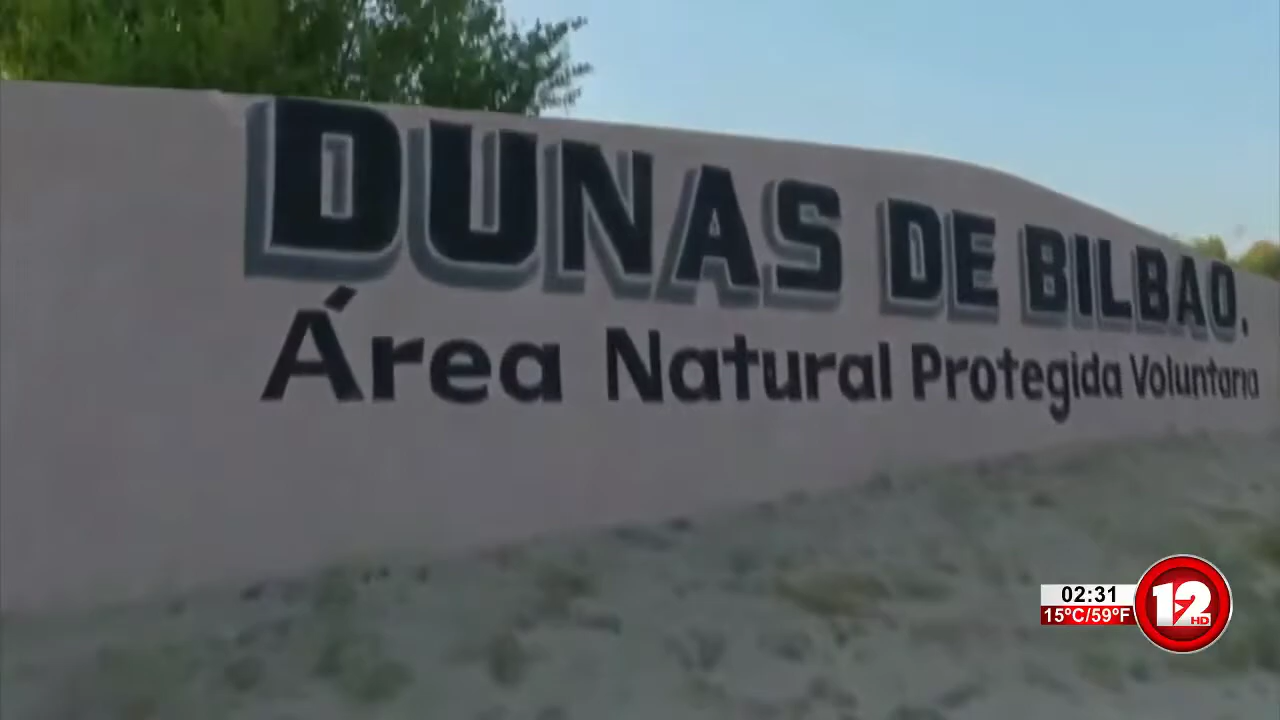 DUNAS DE BILBAO.
Área Natural Protegida Voluntaria
02:31
15°C/59°F
12
HD